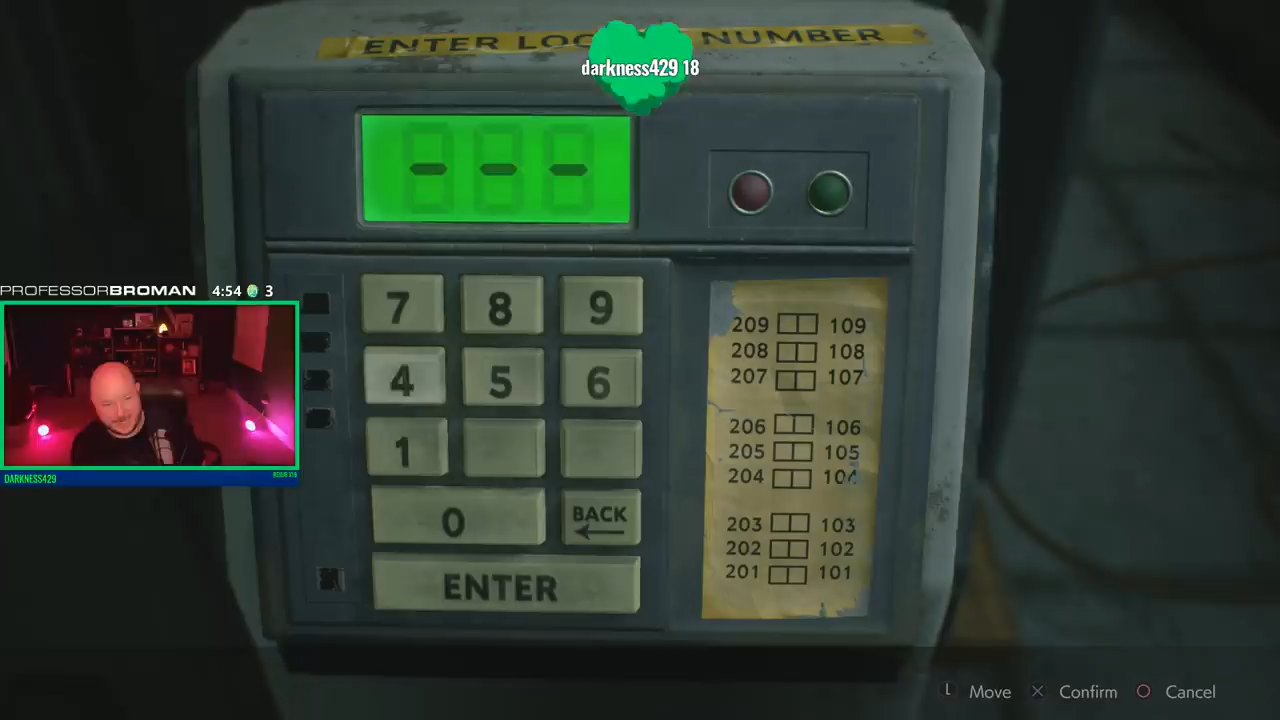 ENTER LOC NUMBER
darkness429 18
PROFESSORBROMAN 4:54 3
7 8 9
4 5 6
1
0 BACK
ENTER
209 109
208 108
207 107
206 106
205 105
204 104
203 103
202 102
201 101
DARKNESS429
L Move X Confirm O Cancel